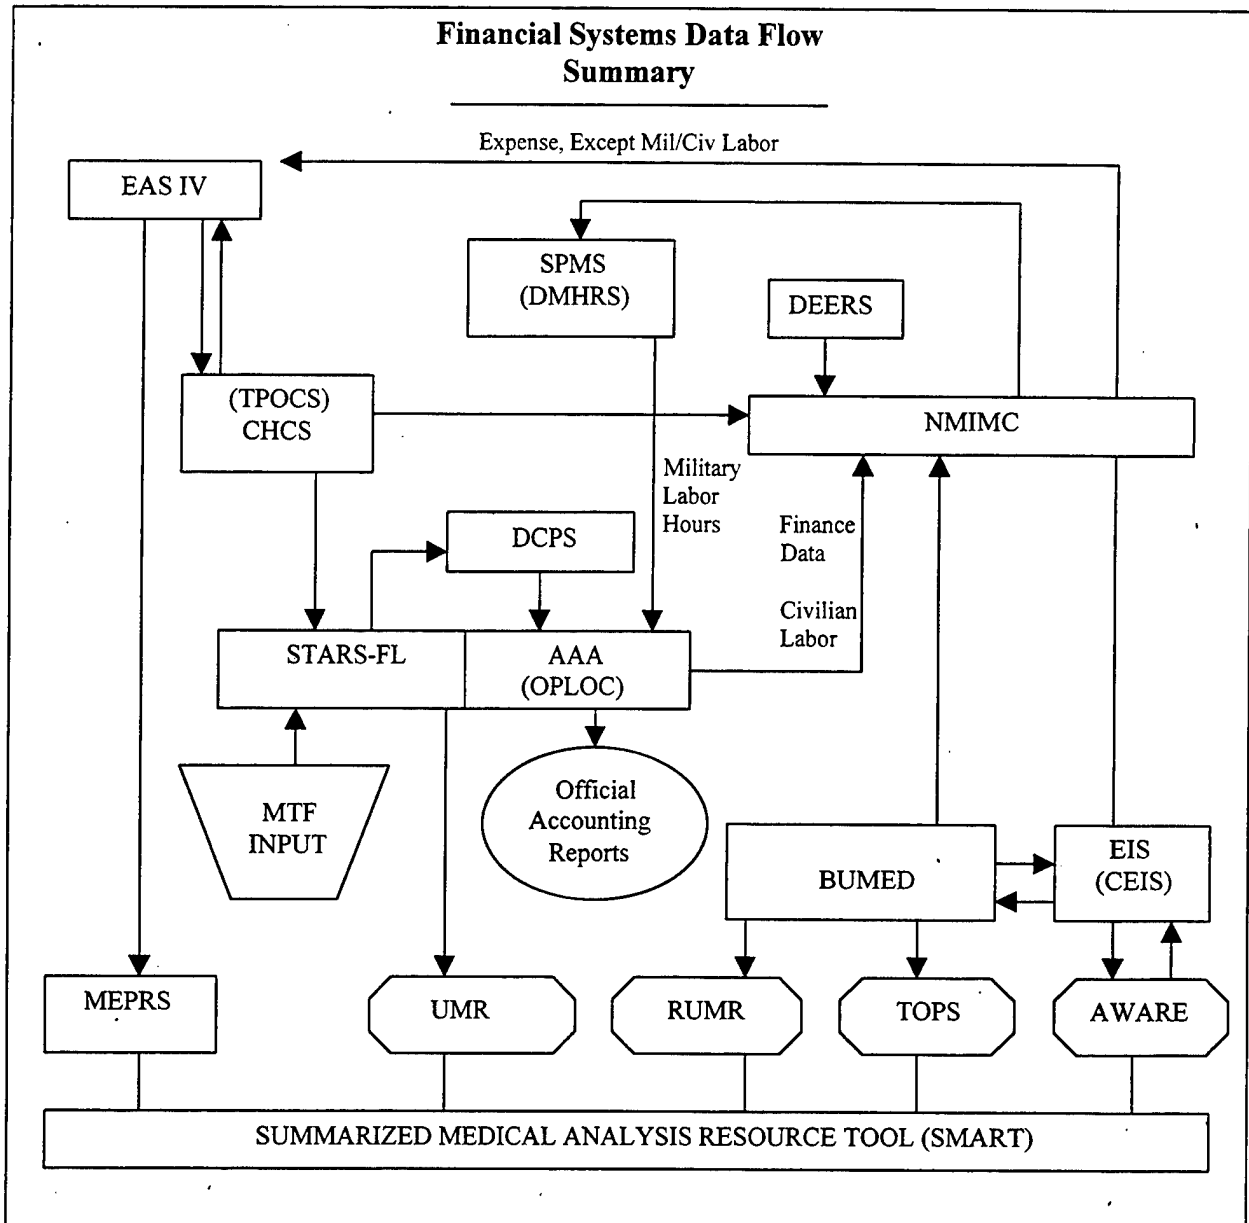 Financial Systems Data Flow
Summary
Expense, Except Mil/Civ Labor
EAS IV
SPMS
(DMHRS)
DEERS
(TPOCS)
CHCS
NMIMC
Military
Labor
Hours
Finance
Data
Civilian
Labor
DCPS
STARS-FL
AAA
(OPLOC)
MTF
INPUT
Official
Accounting
Reports
BUMED
EIS
(CEIS)
MEPRS
UMR
RUMR
TOPS
AWARE
SUMMARIZED MEDICAL ANALYSIS RESOURCE TOOL (SMART)